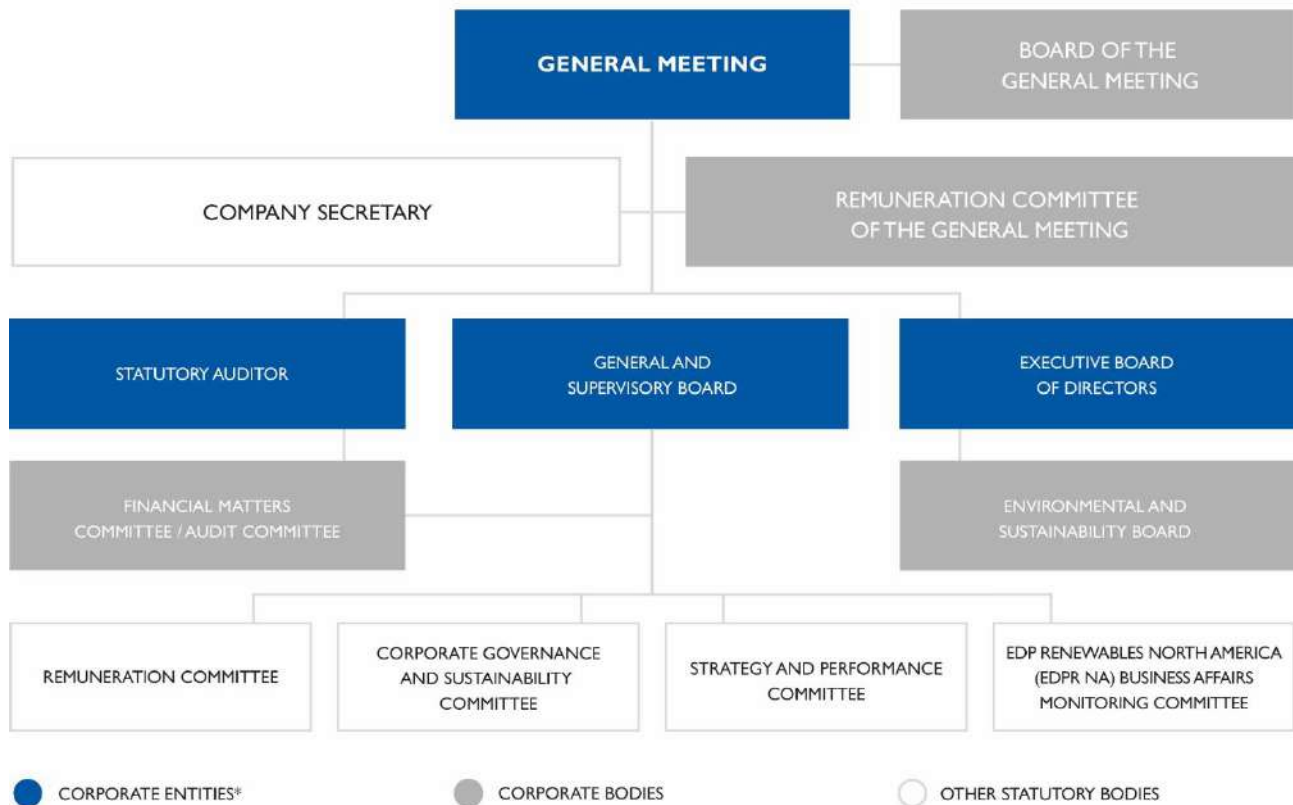 GENERAL MEETING
BOARD OF THE
GENERAL MEETING
COMPANY SECRETARY
REMUNERATION COMMITTEE
OF THE GENERAL MEETING
STATUTORY AUDITOR
GENERAL AND
SUPERVISORY BOARD
EXECUTIVE BOARD
OF DIRECTORS
FINANCIAL MATTERS
COMMITTEE / AUDIT COMMITTEE
ENVIRONMENTAL AND
SUSTAINABILITY BOARD
REMUNERATION COMMITTEE
CORPORATE GOVERNANCE
AND SUSTAINABILITY
COMMITTEE
STRATEGY AND PERFORMANCE
COMMITTEE
EDP RENEWABLES NORTH AMERICA
(EDPR NA) BUSINESS AFFAIRS
MONITORING COMMITTEE
CORPORATE ENTITIES*
CORPORATE BODIES
OTHER STATUTORY BODIES